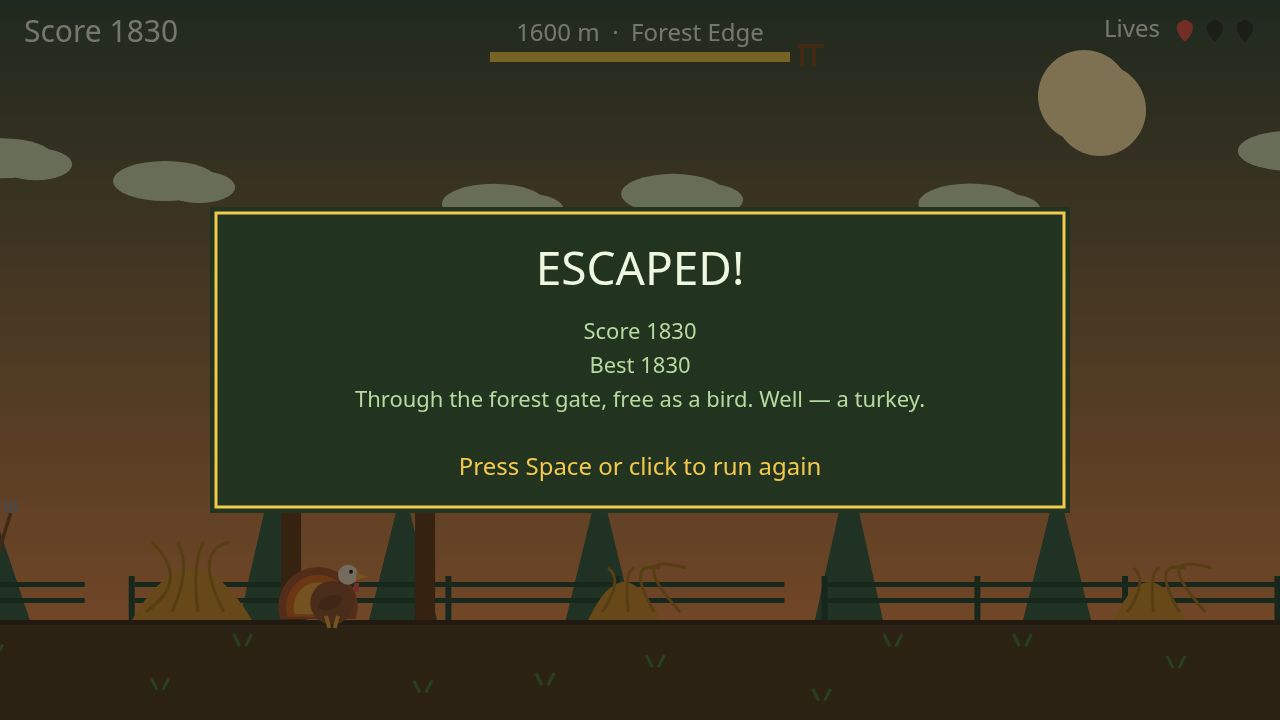 Score 1830
1600 m · Forest Edge
Lives
ESCAPED!
Score 1830
Best 1830
Through the forest gate, free as a bird. Well — a turkey.
Press Space or click to run again